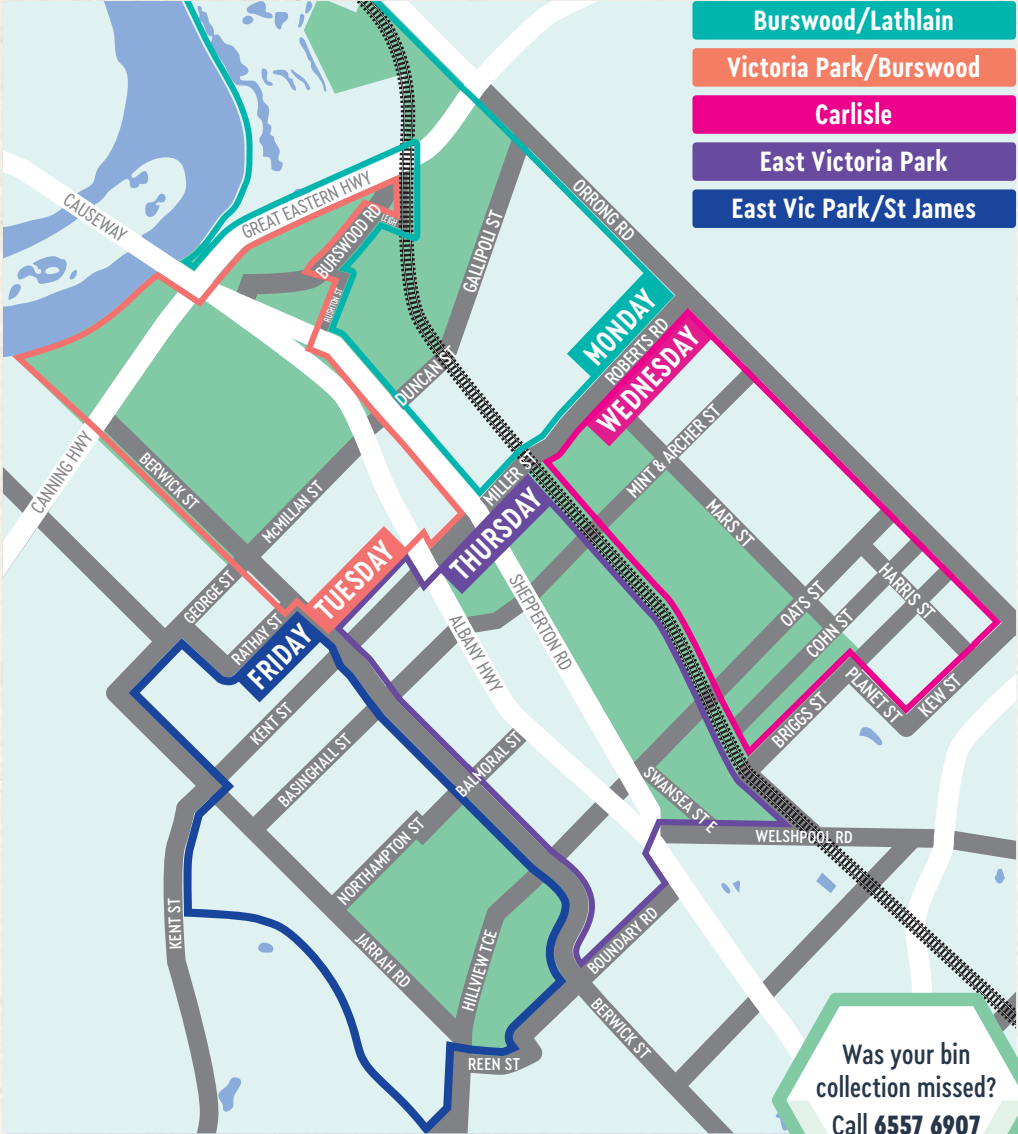 Burswood/Lathlain
Victoria Park/Burswood
Carlisle
East Victoria Park
East Vic Park/St James
CAUSEWAY
GREAT EASTERN HWY
BURSWOOD RD
LEIGH
RUSHTON ST
GALLIPOLI ST
ORRONG RD
MONDAY
ROBERTS RD
WEDNESDAY
DUNCAN ST
CANNING HWY
BERWICK ST
McMILLAN ST
MINT & ARCHER ST
MILLER S
MARS ST
THURSDAY
TUESDAY
GEORGE ST
RATHAY ST
FRIDAY
SHEPPERTON RD
ALBANY HWY
OATS ST
HARRIS ST
COHN ST
PLANET ST
KEW ST
BRIGGS ST
KENT ST
BASINGHALL ST
BALMORAL ST
SWANSEA ST E
WELSHPOOL RD
NORTHAMPTON ST
KENT ST
JARRAH RD
HILLVIEW TCE
BOUNDARY RD
BERWICK ST
REEN ST
Was your bin
collection missed?
Call 6557 6907